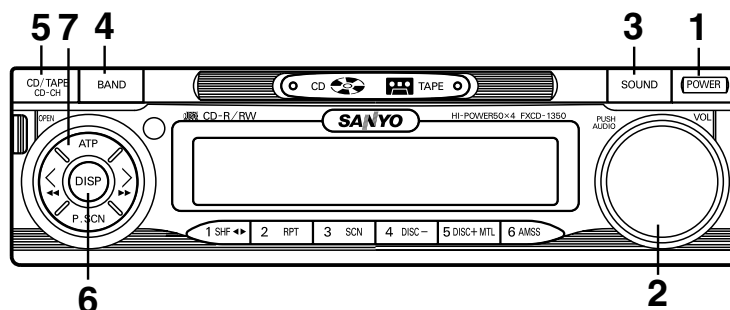 5 7 4 3 1
CD/TAPE
CD-CH
BAND
CD TAPE
SOUND
POWER
OPEN
CD-R/RW
SANYO
HI-POWER50×4 FXCD-1350
PUSH
AUDIO
VOL
ATP
DISP
P.SCN
1 SHF 2 RPT 3 SCN 4 DISC− 5 DISC+ MTL 6 AMSS
6 2